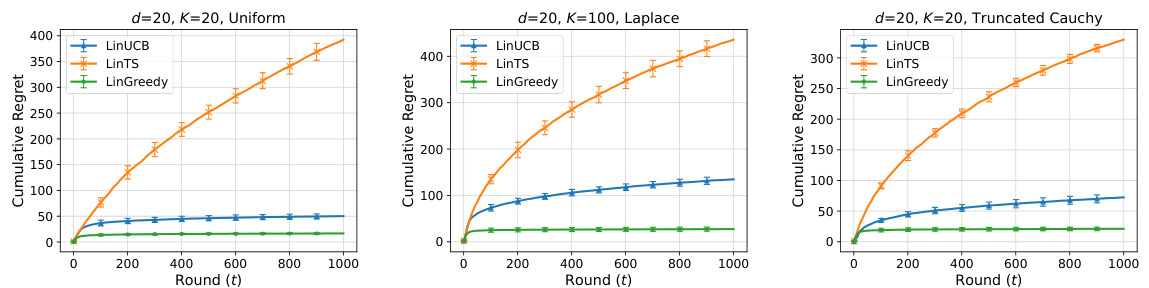 d=20, K=20, Uniform
400
350
300
250
200
150
100
50
0
Cumulative Regret
LinUCB
LinTS
LinGreedy
0 200 400 600 800 1000
Round (t)
d=20, K=100, Laplace
400
300
200
100
0
Cumulative Regret
LinUCB
LinTS
LinGreedy
0 200 400 600 800 1000
Round (t)
d=20, K=20, Truncated Cauchy
300
250
200
150
100
50
0
Cumulative Regret
LinUCB
LinTS
LinGreedy
0 200 400 600 800 1000
Round (t)